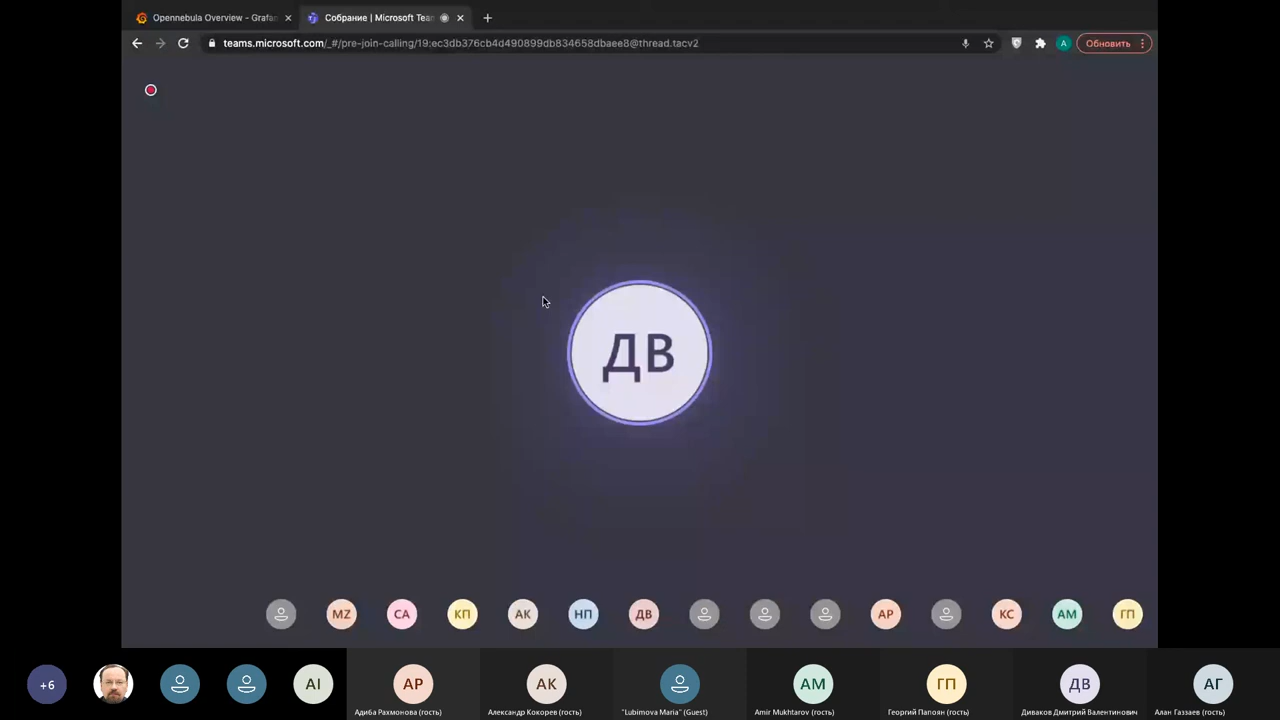 Opennebula Overview - Grafan
Собрание | Microsoft Team
teams.microsoft.com/_#/pre-join-calling/19:ec3db376cb4d490899db834658dbaee8@thread.tacv2
A
Обновить
ДВ
MZ
CA
КП
АК
НП
ДВ
АР
КС
АМ
ГП
+6
AI
АР
АК
АМ
ГП
ДВ
АГ
Адиба Рахмонова (гость)
Александр Кокорев (гость)
"Lubimova Maria" (Guest)
Amir Mukhtarov (гость)
Георгий Папоян (гость)
Диваков Дмитрий Валентинович
Алан Газзаев (гость)